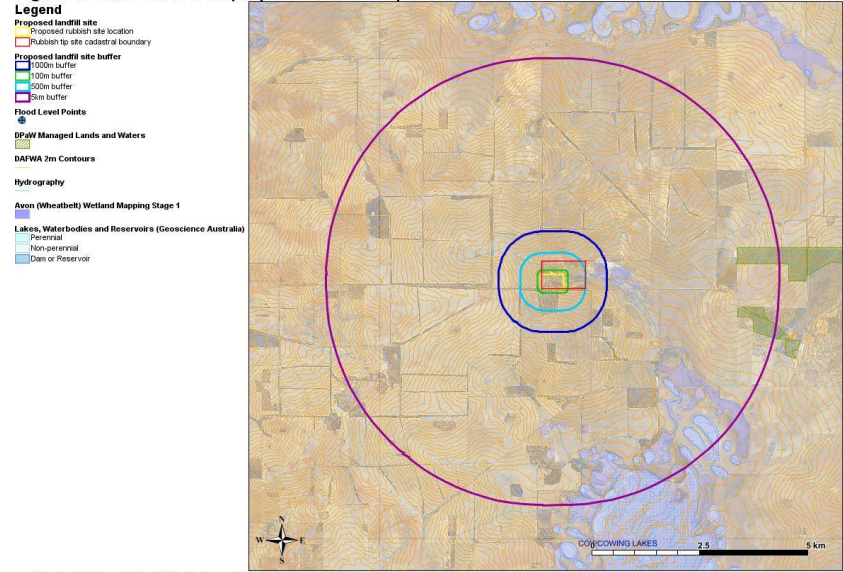 Legend
Proposed landfill site
Proposed rubbish site location
Rubbish tip site cadastral boundary
Proposed landfil site buffer
1000m buffer
100m buffer
500m buffer
5km buffer
Flood Level Points
DPaW Managed Lands and Waters
DAFWA 2m Contours
Hydrography
Avon (Wheatbelt) Wetland Mapping Stage 1
Lakes, Waterbodies and Reservoirs (Geoscience Australia)
Perennial
Non-perennial
Dam or Reservoir
N
W E
S
COWCOWING LAKES
0 2.5 5 km